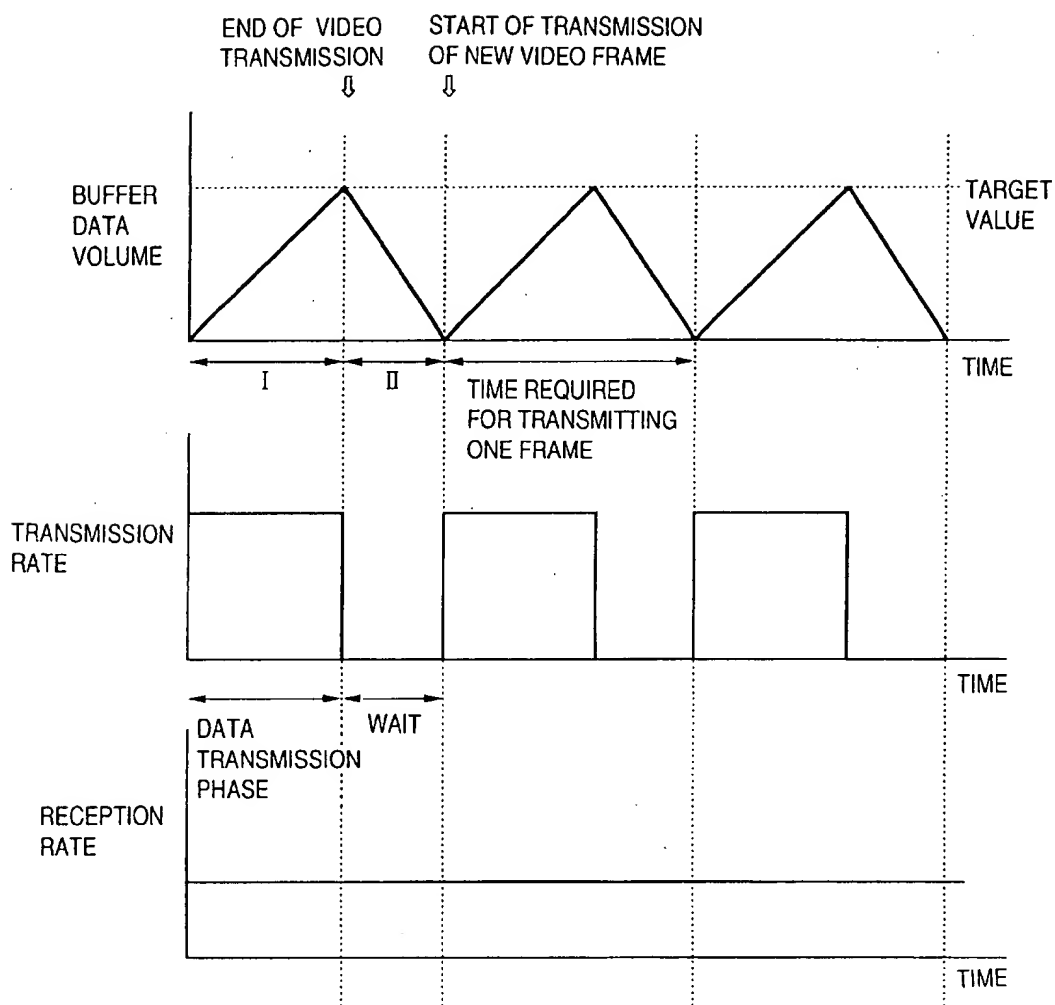 END OF VIDEO
TRANSMISSION
START OF TRANSMISSION
OF NEW VIDEO FRAME
BUFFER
DATA
VOLUME
TARGET
VALUE
TIME
I
II
TIME REQUIRED
FOR TRANSMITTING
ONE FRAME
TRANSMISSION
RATE
TIME
DATA
TRANSMISSION
PHASE
WAIT
RECEPTION
RATE
TIME